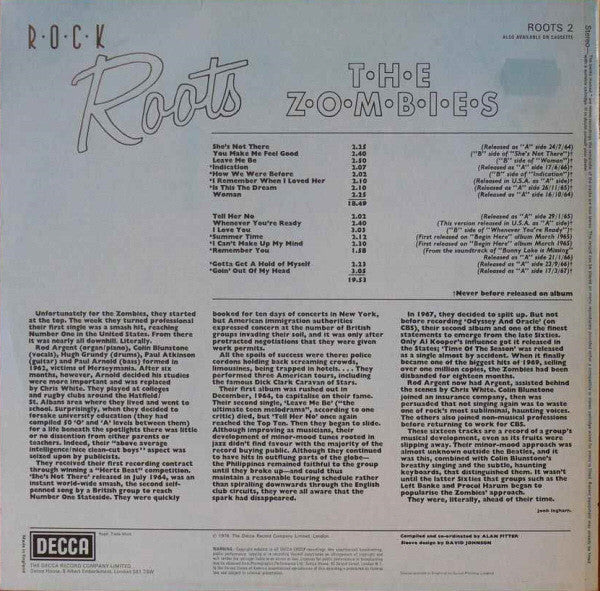 R·O·C·K
Roots
ROOTS 2
ALSO AVAILABLE ON CASSETTE
T·H·E
Z·O·M·B·I·E·S
Stereo
She's Not There 2.25 (Released as "A" side 24/7/64)
You Make Me Feel Good 2.40 ("B" side of "She's Not There")†
Leave Me Be 2.50 ("B" side of "Woman")†
*Indication 3.07 (Released as "A" side 17/6/66)†
*How We Were Before 2.02 ("B" side of "Indication")†
*I Remember When I Loved Her 2.10 (Released in U.S.A. as "A" side)†
*Is This The Dream 2.10 (Released as "A" side 26/11/65)†
Woman 2.25 (Released as "A" side 16/10/64)
18.49
Tell Her No 2.02 (Released as "A" side 29/1/65)
Whenever You're Ready 2.40 (This version released in U.S.A. as "A" side)†
I Love You 3.05 ("B" side of "Whenever You're Ready")†
*Summer Time 2.12 (First released on "Begin Here" album March 1965)
*I Can't Make Up My Mind 2.30 (First released on "Begin Here" album March 1965)
*Remember You 1.58 (From the soundtrack of "Bunny Lake is Missing"
Released as "A" side 21/1/66)
*Gotta Get A Hold of Myself 2.23 (Released as "A" side 23/9/66)†
*Goin' Out Of My Head 3.05 (Released as "A" side 17/3/67)†
19.53
†Never before released on album
Unfortunately for the Zombies, they started
at the top. The week they turned professional
their first single was a smash hit, reaching
Number One in the United States. From there
it was nearly all downhill. Literally.
Rod Argent (organ/piano), Colin Blunstone
(vocals), Hugh Grundy (drums), Paul Atkinson
(guitar) and Paul Arnold (bass) formed in
1962, victims of Horsesmania. After six
months, however, Arnold decided his studies
were more important and was replaced
by Chris White. They played at colleges
and rugby clubs around the Hatfield/
St. Albans area where they lived and went to
school. Surprisingly, when they decided to
forsake university education (they had
compiled 50 'O' and 'A' levels between them)
for a life beneath the spotlights there was little
or no dissention from either parents or
teachers. Indeed, their "above average
intelligence/nice clean-cut boys" aspect was
seized upon by publicists.
They received their first recording contract
through winning a "Herts Beat" competition.
'She's Not There' released in July 1964, was an
instant world-wide smash, the second self-
penned song by a British group to reach
Number One Stateside. They were quickly
booked for ten days of concerts in New York,
but American immigration authorities
expressed concern at the number of British
groups invading their soil, and it was only after
protracted negotiations that they were given
work permits.
All the spoils of success were there: police
cordons holding back screaming crowds,
limousines, being trapped in hotels. . . They
performed three American tours, including
the famous Dick Clark Caravan of Stars.
Their first album was rushed out in
December, 1964, to capitalise on their fame.
Their second single, 'Leave Me Be' ("the
ultimate teen melodrama", according to one
critic) died, but 'Tell Her No' once again
reached the Top Ten. Then they began to slide.
Although improving as musicians, their
development of minor-mood tunes rooted in
jazz didn't find favour with the majority of the
record buying public. Although they continued
to have hits in outflung parts of the globe—
the Philippines remained faithful to the group
until they broke up—and could thus
maintain a reasonable touring schedule rather
than spiralling downwards through the English
club circuits, they were all aware that the
spark had disappeared.
In 1967, they decided to split up. But not
before recording 'Odyssey And Oracle' (on
CBS), their second album and one of the finest
statements to emerge from the late Sixties.
Only Al Kooper's influence got it released in the
States; 'Time Of The Season' was released
as a single almost by accident. When it finally
became one of the biggest hits of 1969, selling
over one million copies, the Zombies had been
disbanded for eighteen months.
Rod Argent now had Argent, assisted behind
the scenes by Chris White. Colin Blunstone
joined an insurance company, then was
persuaded that not singing again was to waste
one of rock's most subliminal, haunting voices.
The others also joined non-musical professions
before returning to work for CBS.
These sixteen tracks are a record of a group's
musical development, even as its fruits were
slipping away. Their minor-mood approach was
almost unknown outside the Beatles, and it
was this, combined with Colin Blunstone's
breathy singing and the subtle, haunting
keyboards, that distinguished them. It wasn't
until the latter Sixties that groups such as the
Left Banke and Procol Harum began to
popularise the Zombies' approach.
They were, literally, ahead of their time.
Jonh Ingham.
DECCA
THE DECCA RECORD COMPANY LIMITED
Decca House, 9 Albert Embankment, London SE1 7SW
© 1976 The Decca Record Company Limited, London.
Compiled and co-ordinated by ALAN FITTER
Sleeve design by DAVID JOHNSON
Made in England